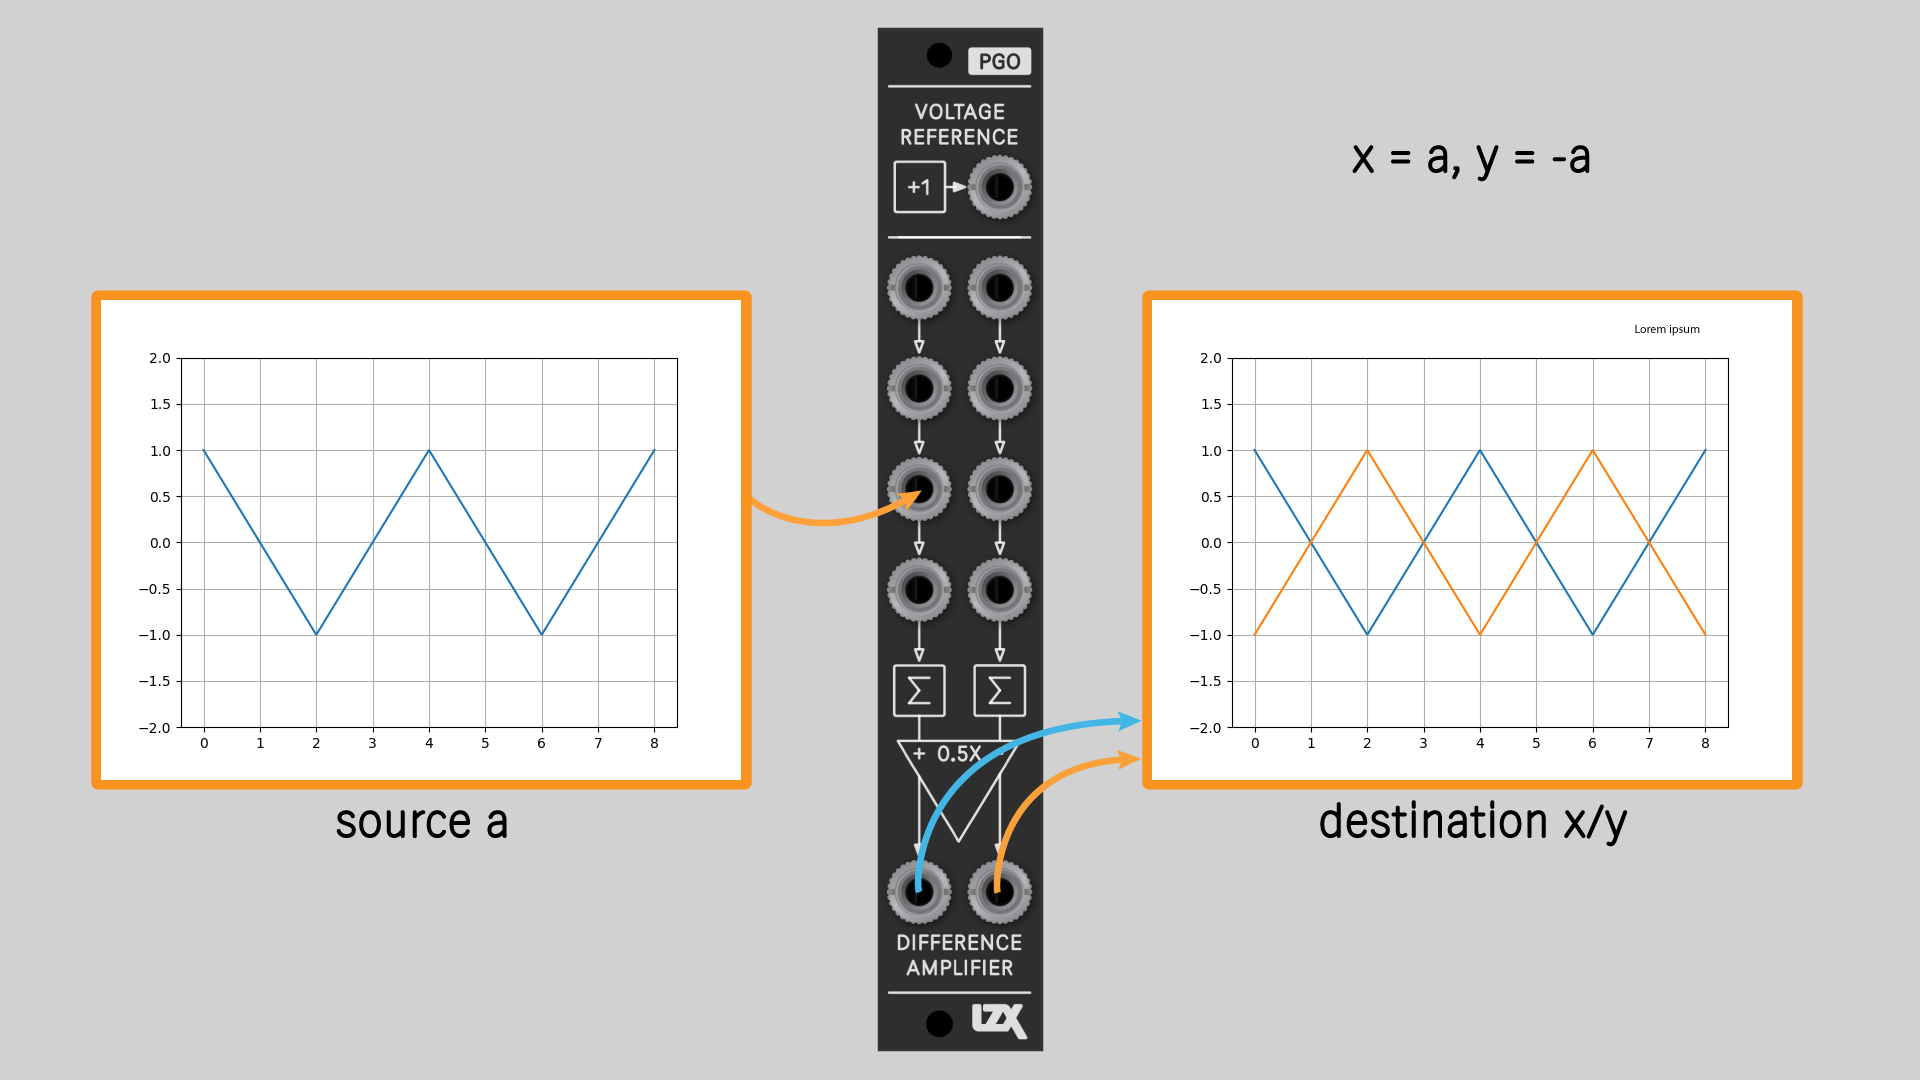 PGO
VOLTAGE
REFERENCE
+1
x = a, y = -a
2.0
1.5
1.0
0.5
0.0
−0.5
−1.0
−1.5
−2.0
0 1 2 3 4 5 6 7 8
source a
Lorem ipsum
2.0
1.5
1.0
0.5
0.0
−0.5
−1.0
−1.5
−2.0
0 1 2 3 4 5 6 7 8
destination x/y
Σ Σ
+ 0.5X
DIFFERENCE
AMPLIFIER
LZX